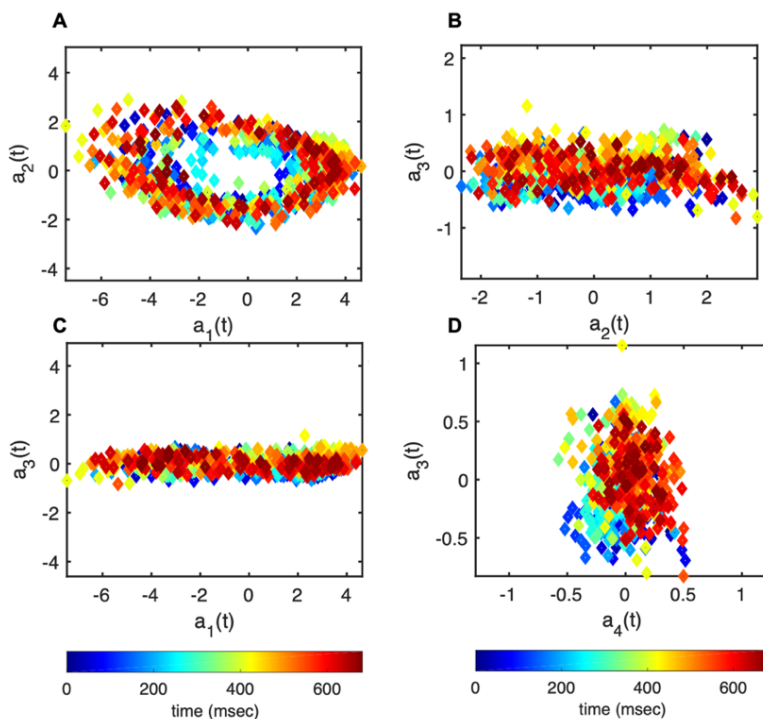 A
4
2
0
-2
-4
a2(t)
-6 -4 -2 0 2 4
a1(t)
B
2
1
0
-1
a3(t)
-2 -1 0 1 2
a2(t)
C
4
2
0
-2
-4
a3(t)
-6 -4 -2 0 2 4
a1(t)
D
1
0.5
0
-0.5
a3(t)
-1 -0.5 0 0.5 1
a4(t)
0 200 400 600
time (msec)
0 200 400 600
time (msec)